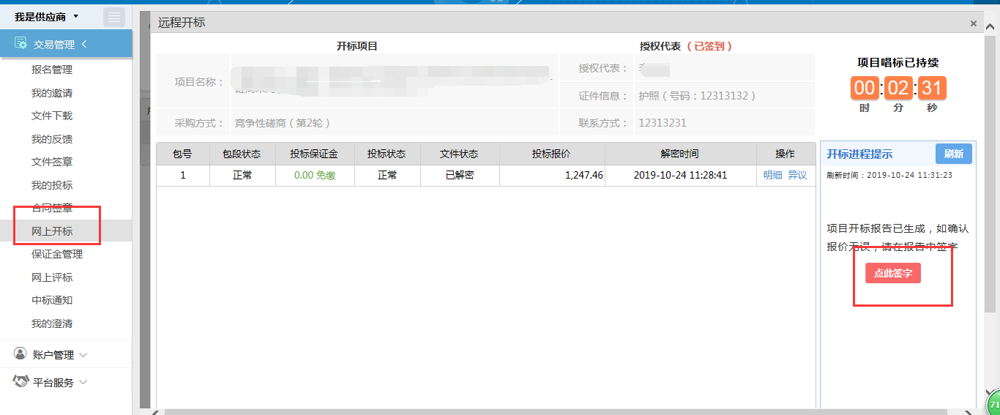 我是供应商
交易管理
报名管理
我的邀请
文件下载
我的反馈
文件签章
我的投标
合同签章
网上开标
保证金管理
网上评标
中标通知
我的澄清
账户管理
平台服务
远程开标 ×
开标项目
项目名称：
采购方式： 竞争性磋商（第2轮）
授权代表 （已签到）
授权代表：
证件信息： 护照（号码：12313132）
联系方式： 12313231
项目唱标已持续
00:02:31
时 分 秒
包号 包段状态 投标保证金 投标状态 文件状态 投标报价 解密时间 操作
1 正常 0.00 免缴 正常 已解密 1,247.46 2019-10-24 11:28:41 明细 异议
开标进程提示 刷新
刷新时间：2019-10-24 11:31:23
项目开标报告已生成，如确认
报价无误，请在报告中签字
点此签字
71